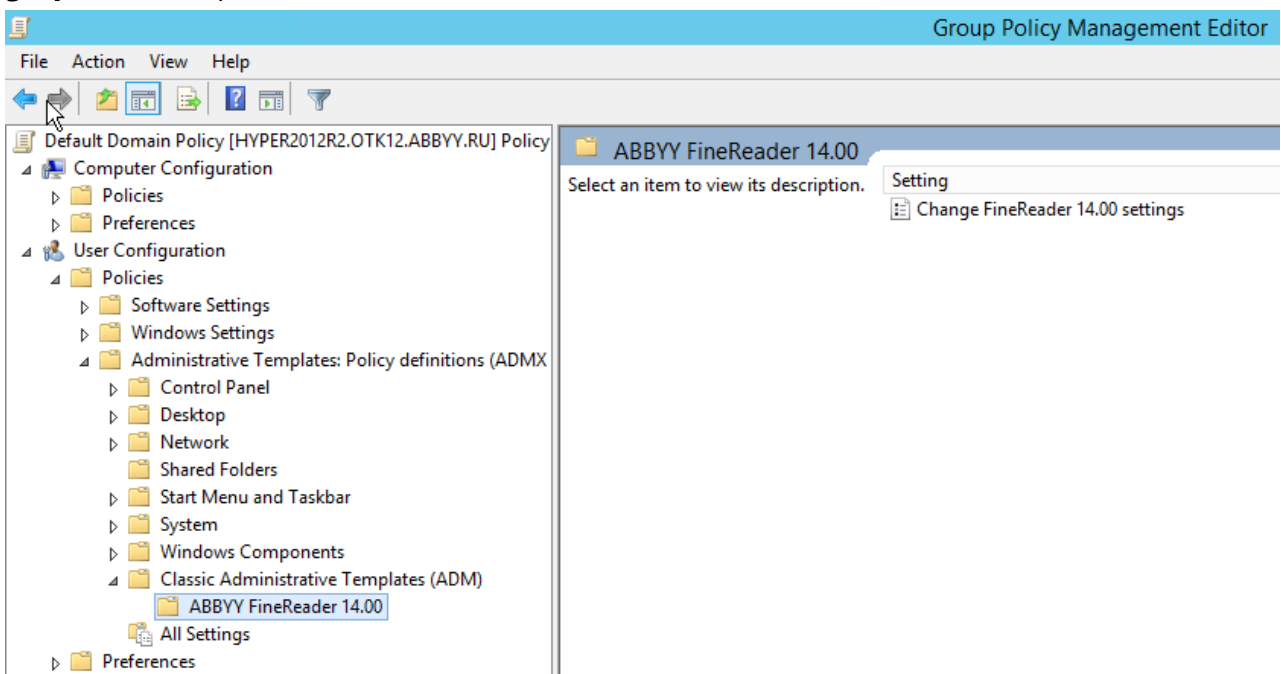 Group Policy Management Editor
File Action View Help
Default Domain Policy [HYPER2012R2.OTK12.ABBYY.RU] Policy
Computer Configuration
Policies
Preferences
User Configuration
Policies
Software Settings
Windows Settings
Administrative Templates: Policy definitions (ADMX
Control Panel
Desktop
Network
Shared Folders
Start Menu and Taskbar
System
Windows Components
Classic Administrative Templates (ADM)
ABBYY FineReader 14.00
All Settings
Preferences
ABBYY FineReader 14.00
Select an item to view its description.
Setting
Change FineReader 14.00 settings